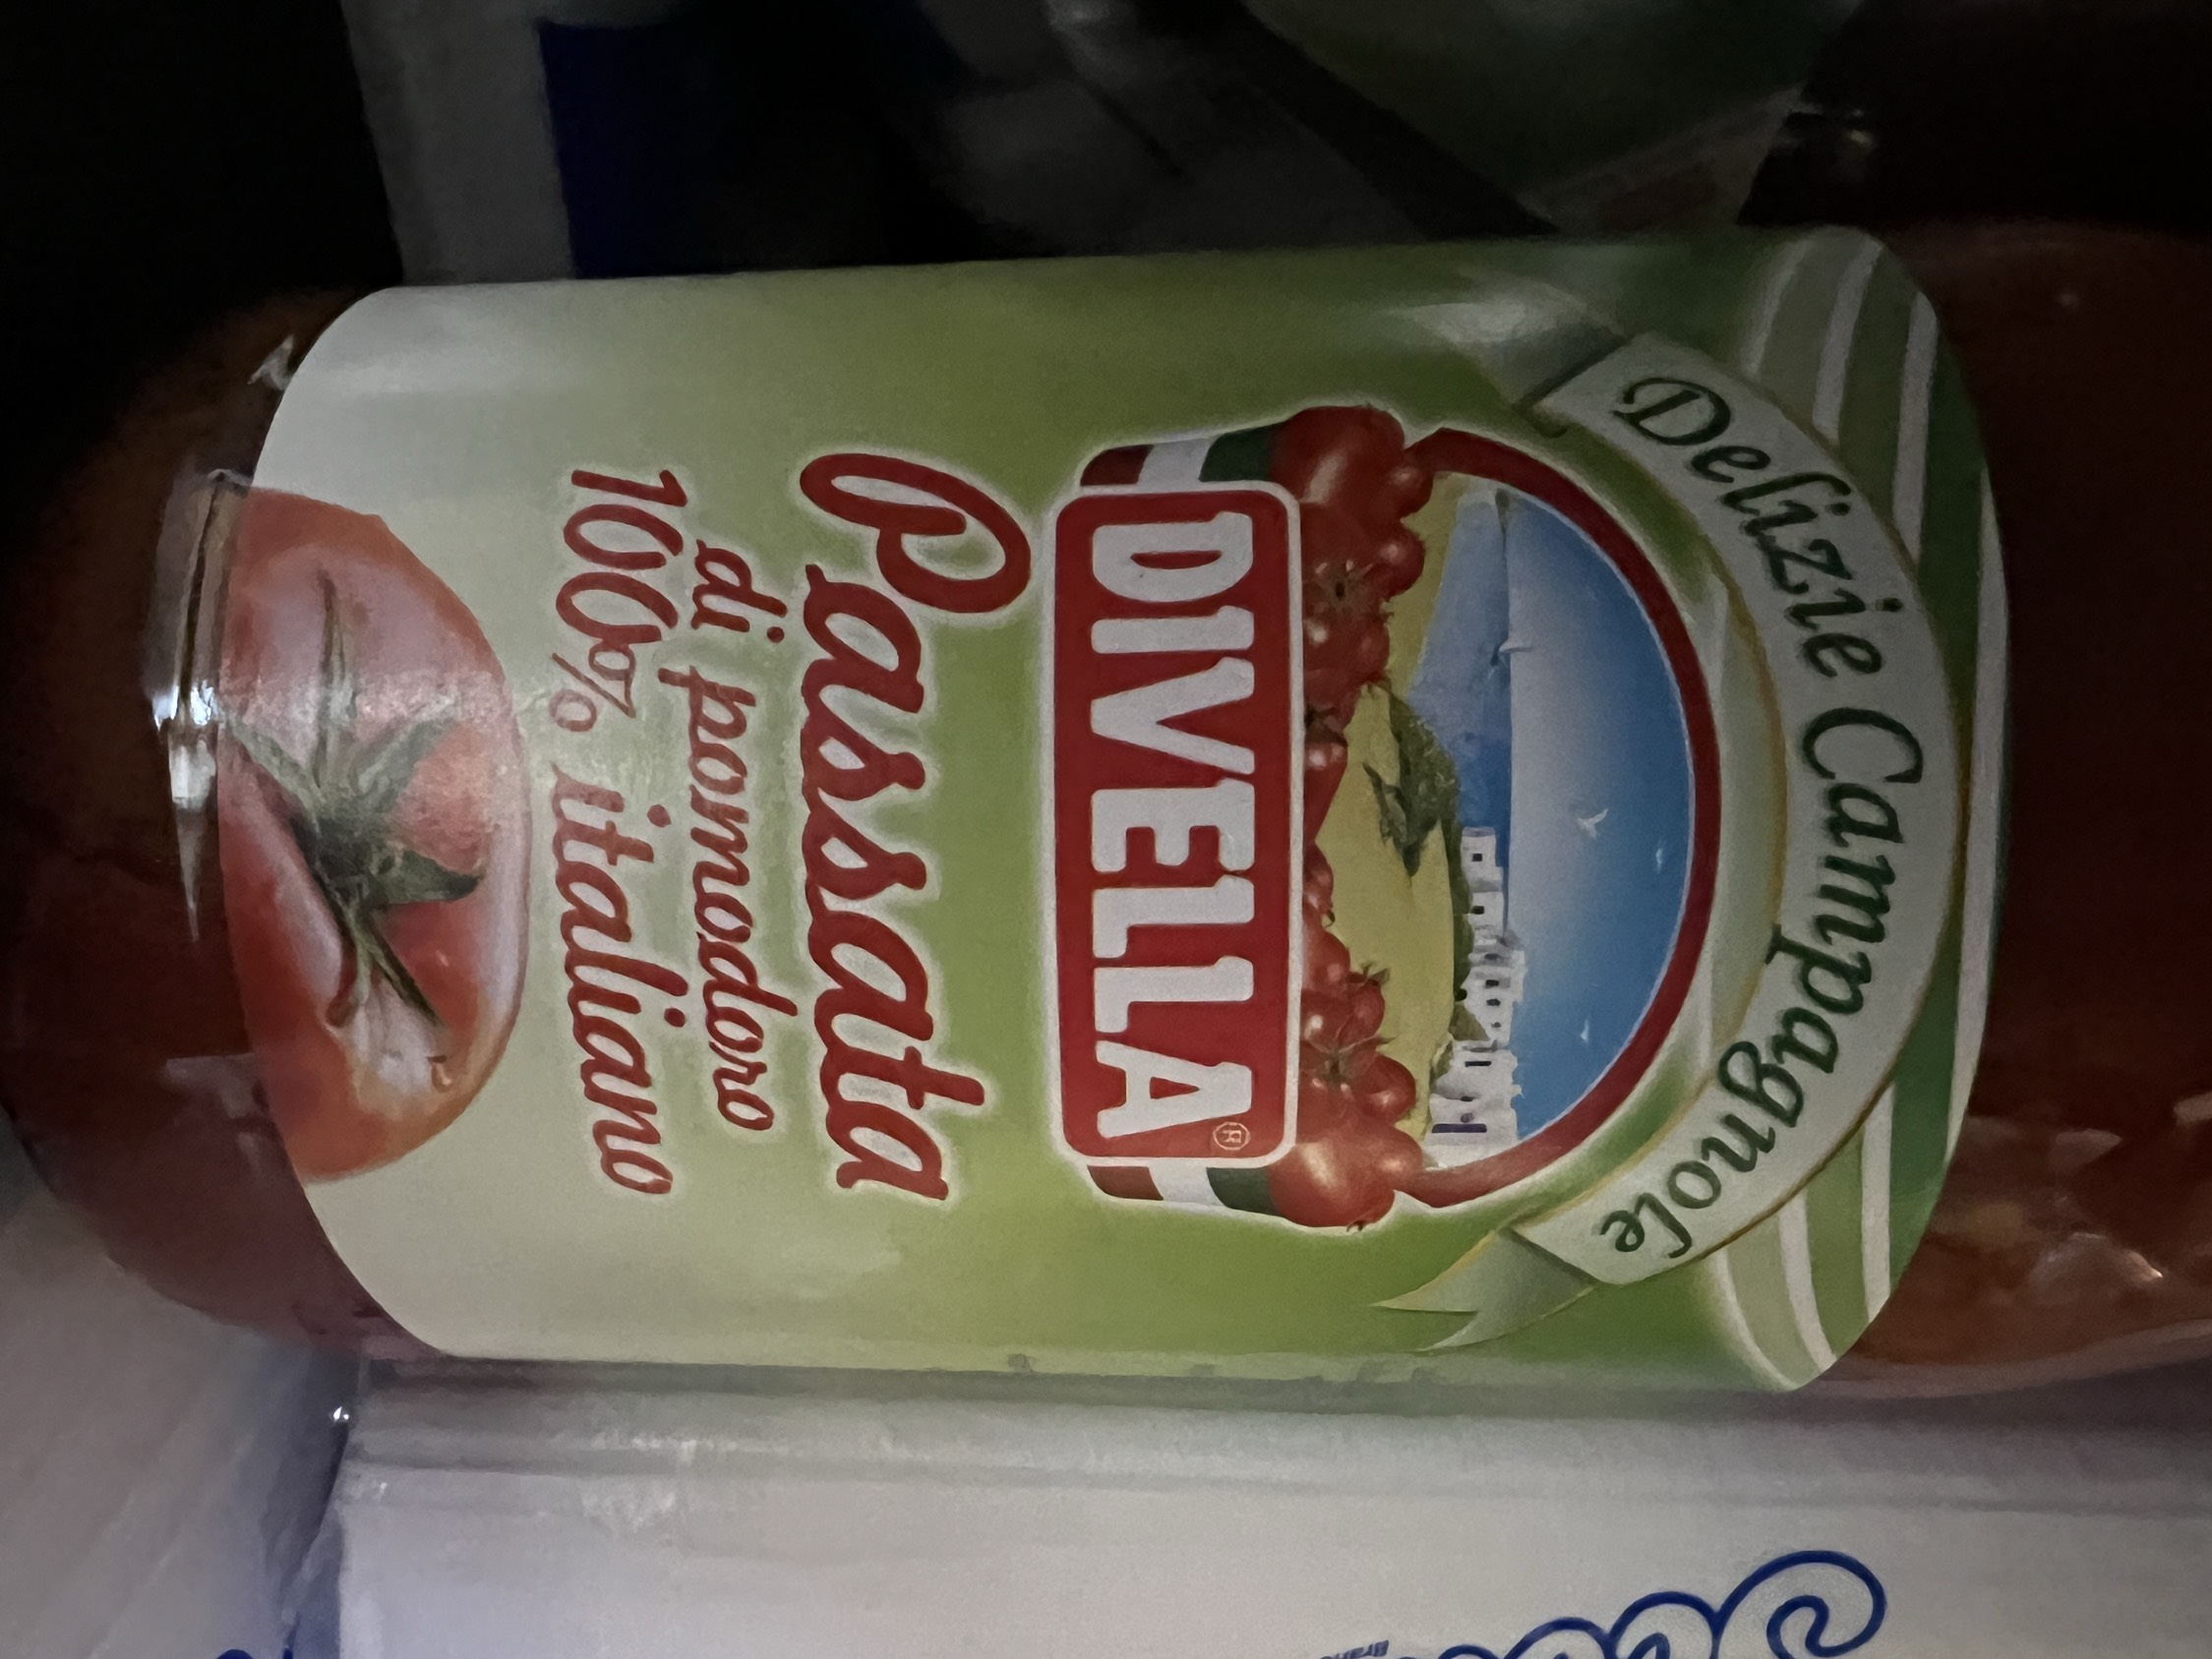 Delizie Campagnole
DIVELLA®
Passata
di pomodoro
100% italiano